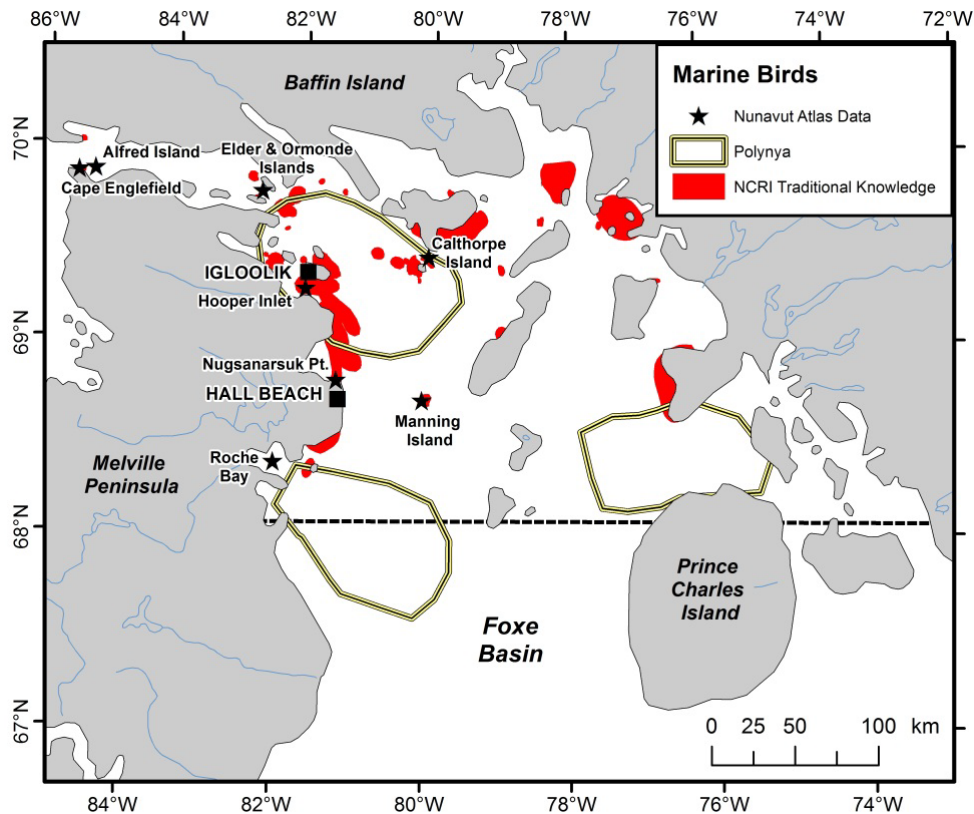 86°W
84°W
82°W
80°W
78°W
76°W
74°W
72°W
Marine Birds
Nunavut Atlas Data
Polynya
NCRI Traditional Knowledge
Baffin Island
70°N
Alfred Island
Elder & Ormonde
Islands
Cape Englefield
Calthorpe
Island
IGLOOLIK
Hooper Inlet
69°N
Nugsanarsuk Pt.
HALL BEACH
Manning
Island
Roche
Bay
Melville
Peninsula
68°N
Prince
Charles
Island
Foxe
Basin
67°N
0 25 50 100 km
84°W
82°W
80°W
78°W
76°W
74°W